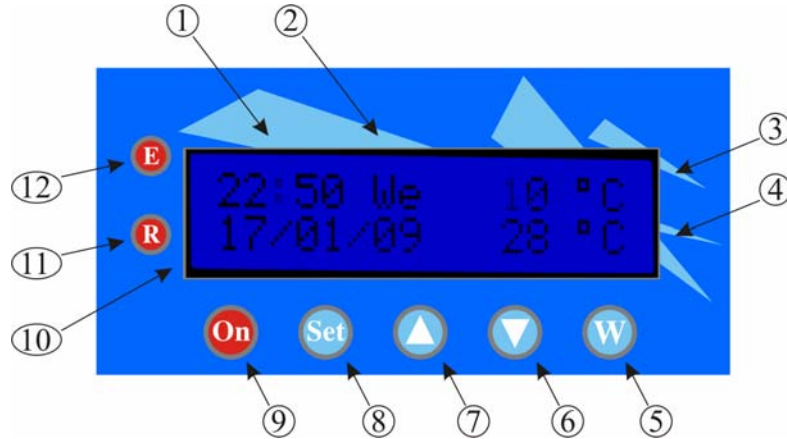 ① ②
③
E
⑫
22:50 We 10 °C
④
R
17/01/09 28 °C
⑪
⑩
On Set ▲ ▼ W
⑨ ⑧ ⑦ ⑥ ⑤